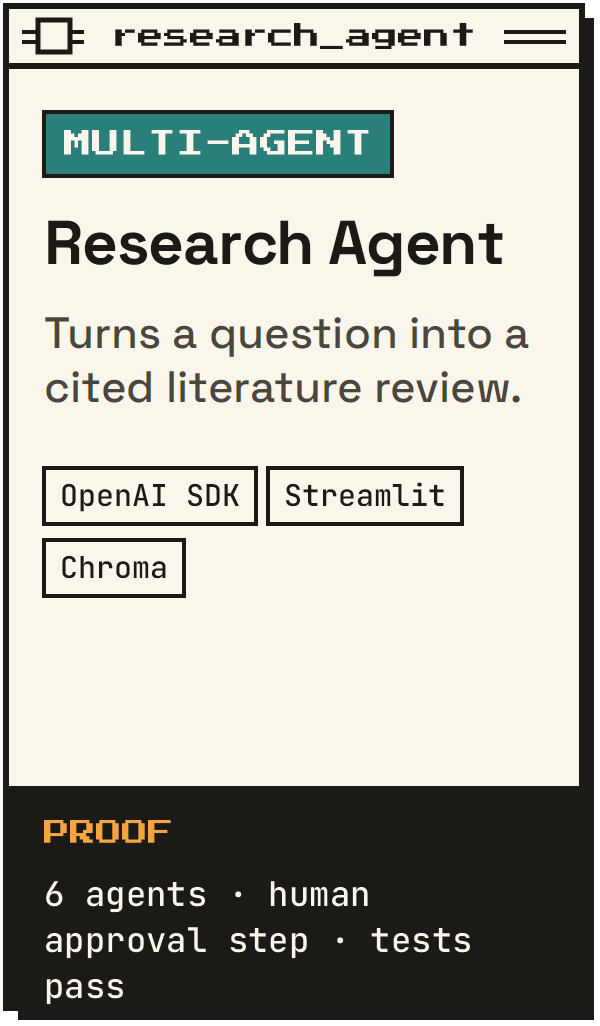 research_agent
MULTI-AGENT
Research Agent
Turns a question into a
cited literature review.
OpenAI SDK Streamlit
Chroma
PROOF
6 agents · human
approval step · tests
pass